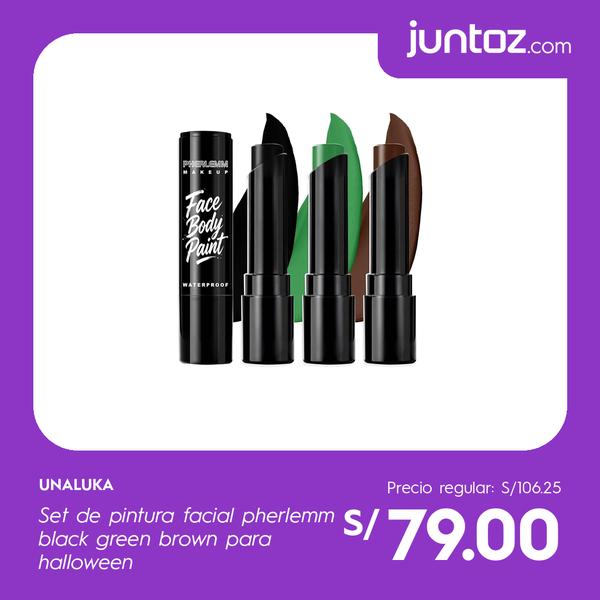 juntoz.com
PHERLEMM
MAKEUP
Face
Body
Paint
WATERPROOF
UNALUKA
Set de pintura facial pherlemm
black green brown para
halloween
Precio regular: S/106.25
S/79.00